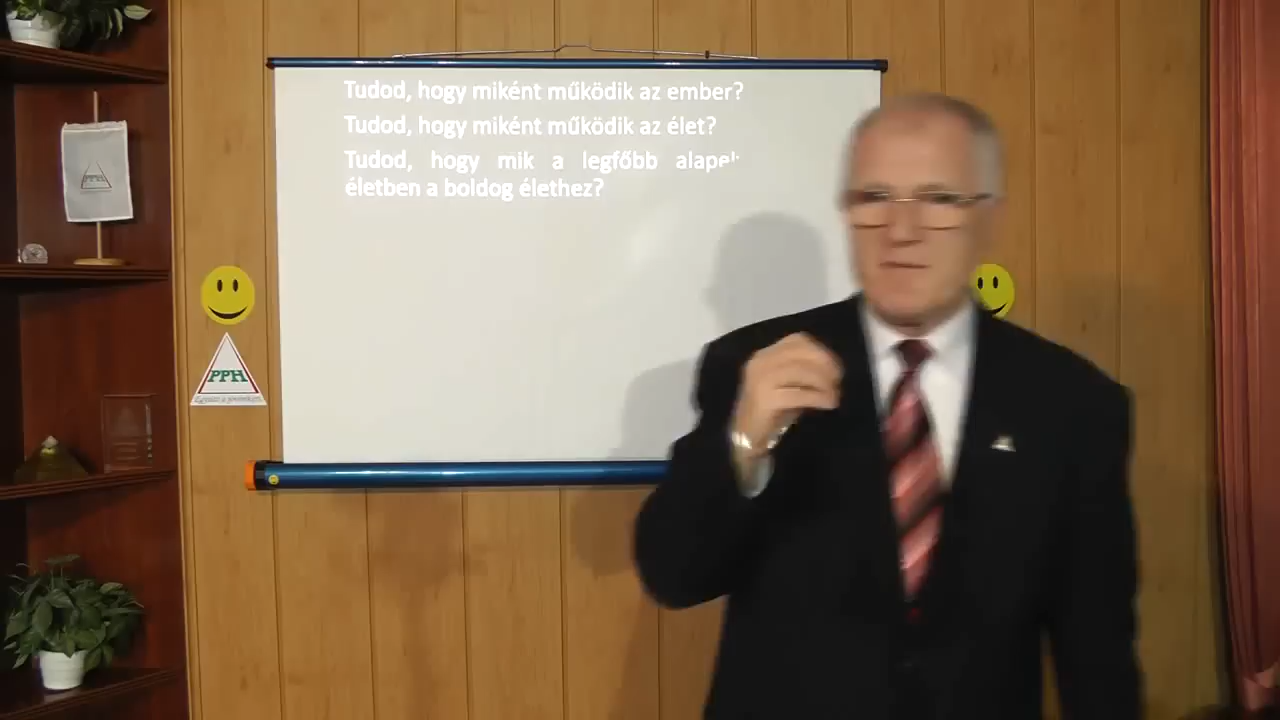 Tudod, hogy miként működik az ember?
Tudod, hogy miként működik az élet?
Tudod, hogy mik a legfőbb
életben a boldog élethez?
PPH
PPH